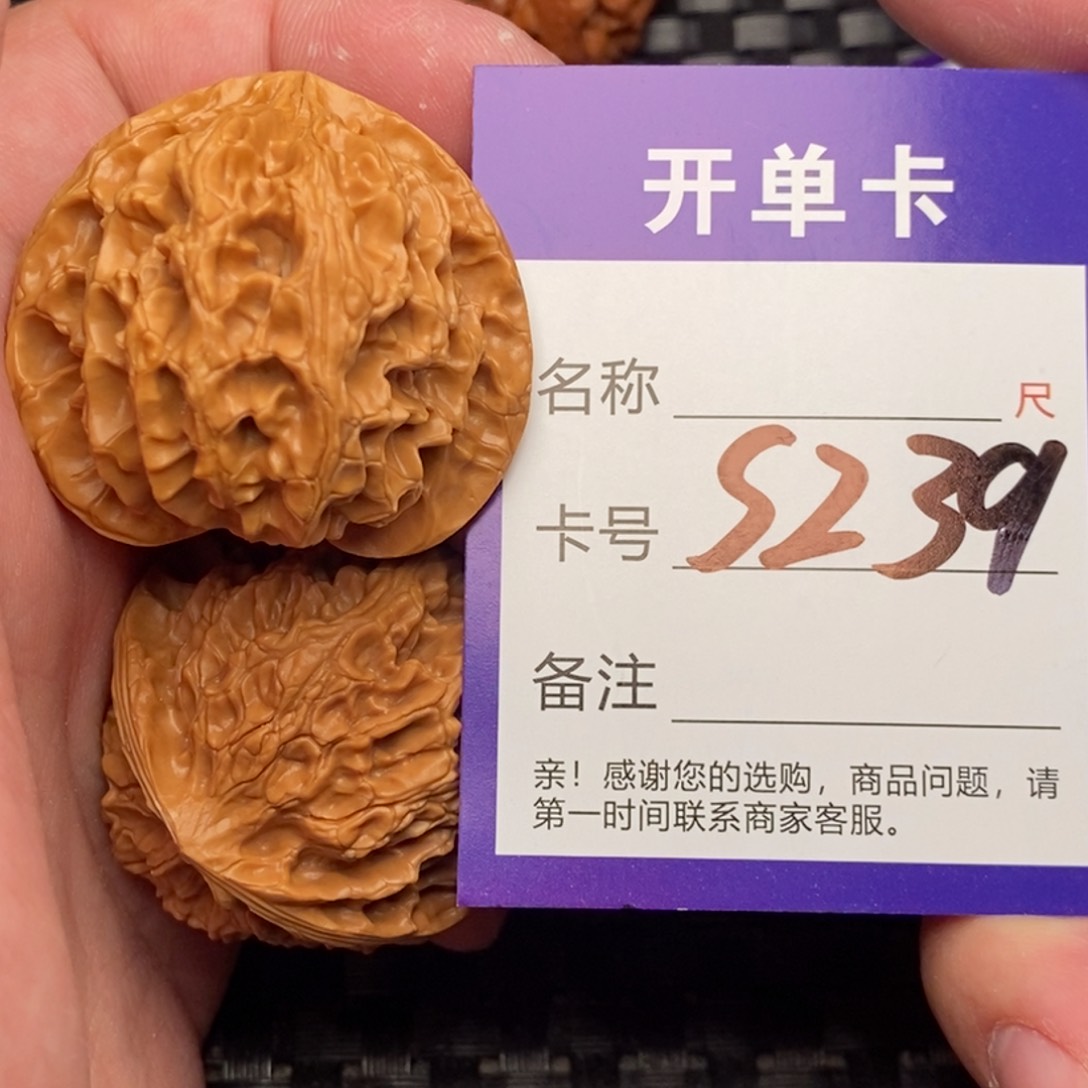 开单卡
名称 尺
卡号 S239
备注
亲！感谢您的选购，商品问题，请
第一时间联系商家客服。